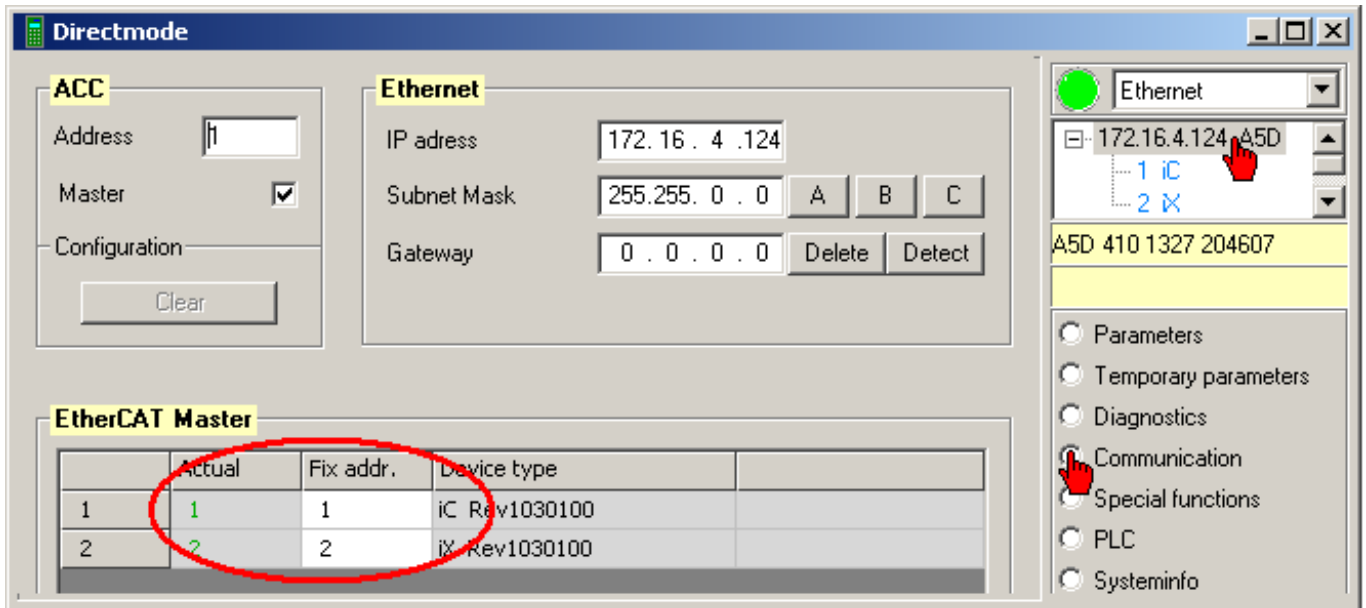 Directmode
ACC
Address 1
Master
Configuration
Clear
Ethernet
IP adress 172. 16 . 4 .124
Subnet Mask 255.255. 0 . 0 A B C
Gateway 0 . 0 . 0 . 0 Delete Detect
EtherCAT Master
Actual Fix addr. Device type
1 1 1 iC Rev1030100
2 2 2 iX Rev1030100
Ethernet
172.16.4.124 A5D
1 iC
2 iX
A5D 410 1327 204607
Parameters
Temporary parameters
Diagnostics
Communication
Special functions
PLC
Systeminfo